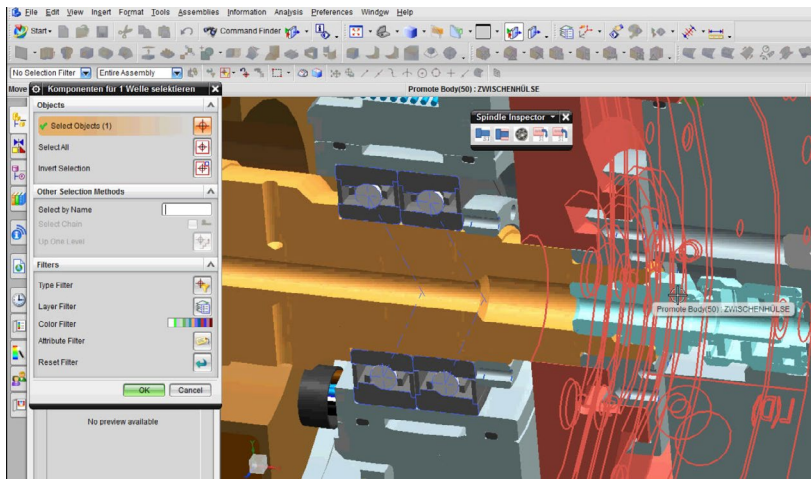 File Edit View Insert Format Tools Assemblies Information Analysis Preferences Window Help
Start Command Finder
No Selection Filter Entire Assembly
Move Komponenten für 1 Welle selektieren X Promote Body(50) : ZWISCHENHÜLSE
Objects
Select Objects (1)
Select All
Invert Selection
Other Selection Methods
Select by Name
Select Chain
Up One Level
Filters
Type Filter
Layer Filter
Color Filter
Attribute Filter
Reset Filter
OK Cancel
No preview available
Spindle Inspector X
Promote Body(50) : ZWISCHENHÜLSE